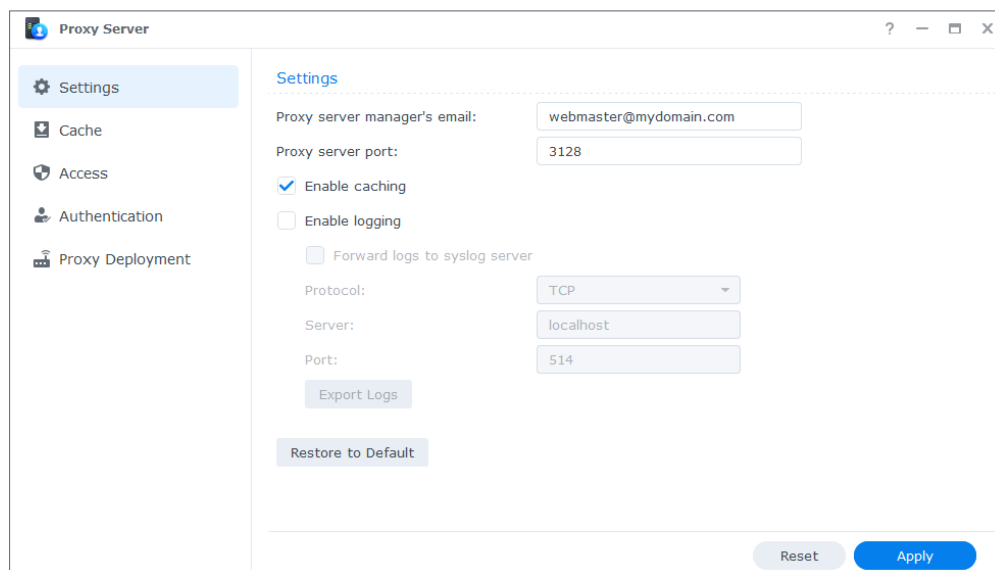 Proxy Server
?
Settings
Cache
Access
Authentication
Proxy Deployment
Settings
Proxy server manager's email: webmaster@mydomain.com
Proxy server port: 3128
Enable caching
Enable logging
Forward logs to syslog server
Protocol: TCP
Server: localhost
Port: 514
Export Logs
Restore to Default
Reset Apply